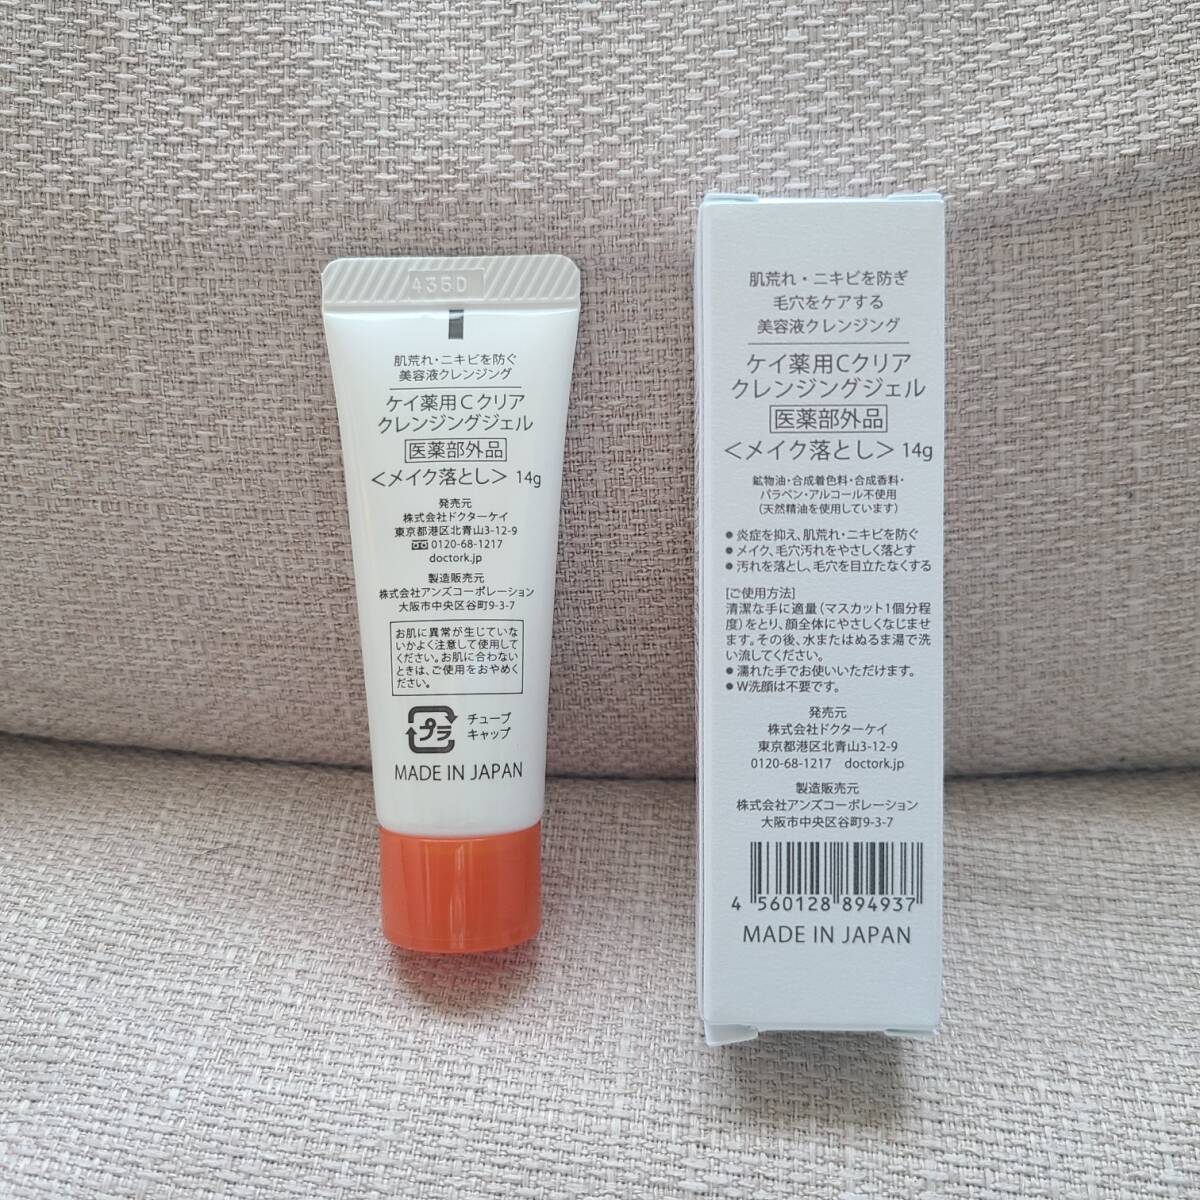 435D
肌荒れ・ニキビを防ぐ
美容液クレンジング
ケイ薬用Cクリア
クレンジングジェル
医薬部外品
＜メイク落とし＞ 14g
発売元
株式会社ドクターケイ
東京都港区北青山3-12-9
0120-68-1217
doctork.jp
製造販売元
株式会社アンズコーポレーション
大阪市中央区谷町9-3-7
お肌に異常が生じていな
いかよく注意して使用して
ください。お肌に合わない
ときは、ご使用をおやめく
ださい。
プラ
チューブ
キャップ
MADE IN JAPAN
肌荒れ・ニキビを防ぎ
毛穴をケアする
美容液クレンジング
ケイ薬用Cクリア
クレンジングジェル
医薬部外品
＜メイク落とし＞ 14g
鉱物油・合成着色料・合成香料・
パラベン・アルコール不使用
（天然精油を使用しています）
●炎症を抑え、肌荒れ・ニキビを防ぐ
●メイク、毛穴汚れをやさしく落とす
●汚れを落とし、毛穴を目立たなくする
[ご使用方法]
清潔な手に適量（マスカット1個分程
度）をとり、顔全体にやさしくなじませ
ます。その後、水またはぬるま湯で洗
い流してください。
●濡れた手でお使いいただけます。
●W洗顔は不要です。
発売元
株式会社ドクターケイ
東京都港区北青山3-12-9
0120-68-1217 doctork.jp
製造販売元
株式会社アンズコーポレーション
大阪市中央区谷町9-3-7
4 560128 894937
MADE IN JAPAN